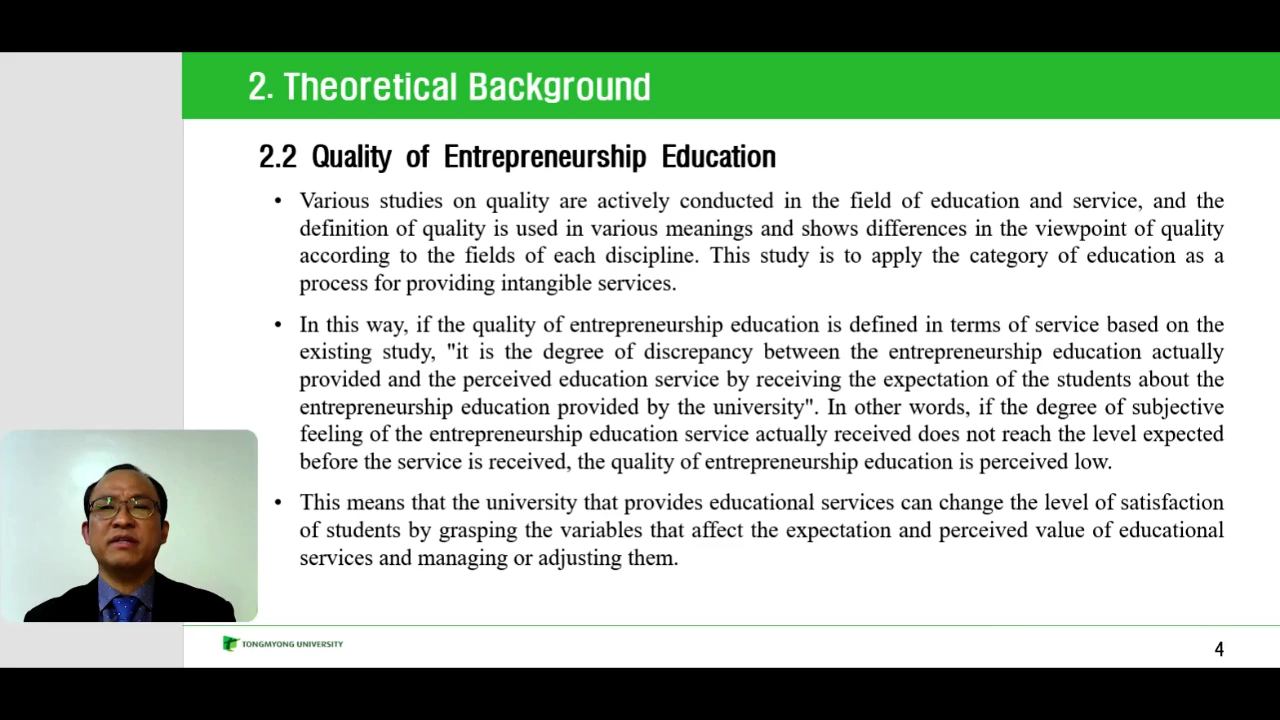 2. Theoretical Background
2.2 Quality of Entrepreneurship Education
• Various studies on quality are actively conducted in the field of education and service, and the
definition of quality is used in various meanings and shows differences in the viewpoint of quality
according to the fields of each discipline. This study is to apply the category of education as a
process for providing intangible services.
• In this way, if the quality of entrepreneurship education is defined in terms of service based on the
existing study, "it is the degree of discrepancy between the entrepreneurship education actually
provided and the perceived education service by receiving the expectation of the students about the
entrepreneurship education provided by the university". In other words, if the degree of subjective
feeling of the entrepreneurship education service actually received does not reach the level expected
before the service is received, the quality of entrepreneurship education is perceived low.
• This means that the university that provides educational services can change the level of satisfaction
of students by grasping the variables that affect the expectation and perceived value of educational
services and managing or adjusting them.
TONGMYONG UNIVERSITY
4